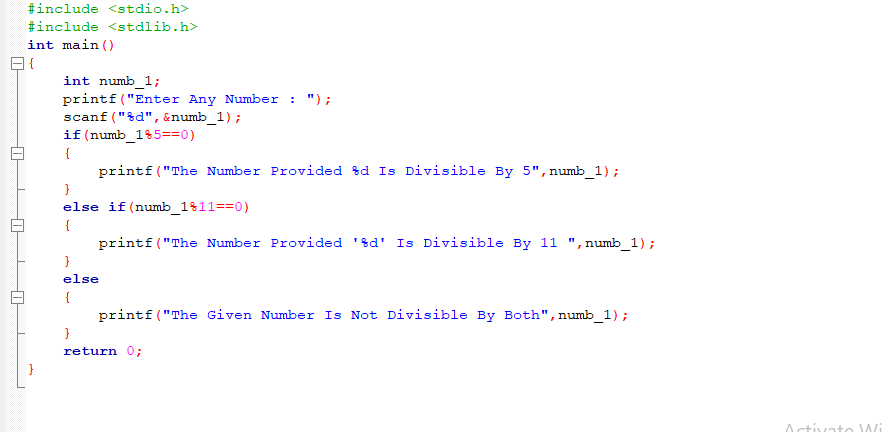 #include <stdio.h>
#include <stdlib.h>
int main()
{
    int numb_1;
    printf("Enter Any Number : ");
    scanf("%d",&numb_1);
    if(numb_1%5==0)
    {
        printf("The Number Provided %d Is Divisible By 5",numb_1);
    }
    else if(numb_1%11==0)
    {
        printf("The Number Provided '%d' Is Divisible By 11 ",numb_1);
    }
    else
    {
        printf("The Given Number Is Not Divisible By Both",numb_1);
    }
    return 0;
}
Activate Wi